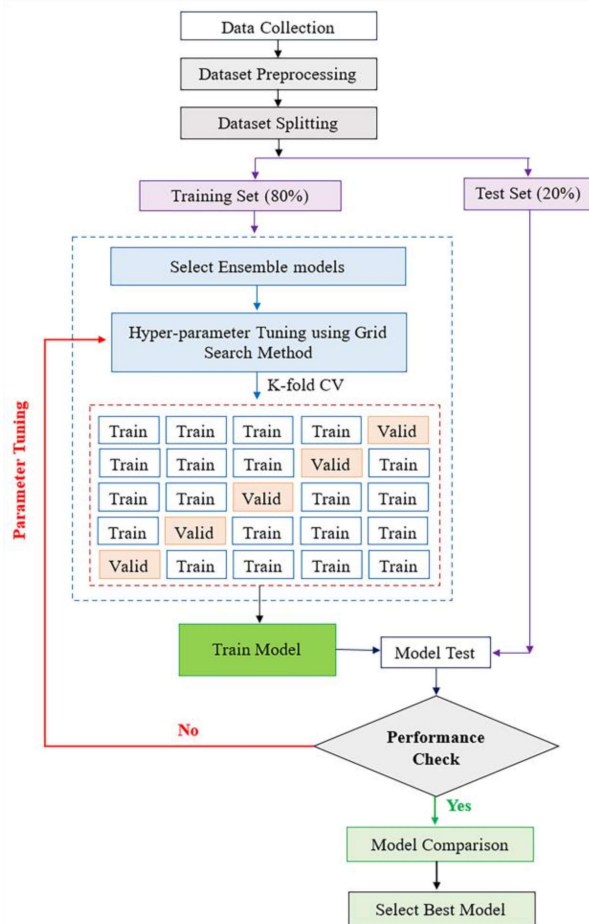 Data Collection
Dataset Preprocessing
Dataset Splitting
Training Set (80%)
Test Set (20%)
Select Ensemble models
Hyper-parameter Tuning using Grid
Search Method
K-fold CV
Parameter Tuning
Train Train Train Train Valid
Train Train Train Valid Train
Train Train Valid Train Train
Train Valid Train Train Train
Valid Train Train Train Train
Train Model
Model Test
No
Performance
Check
Yes
Model Comparison
Select Best Model